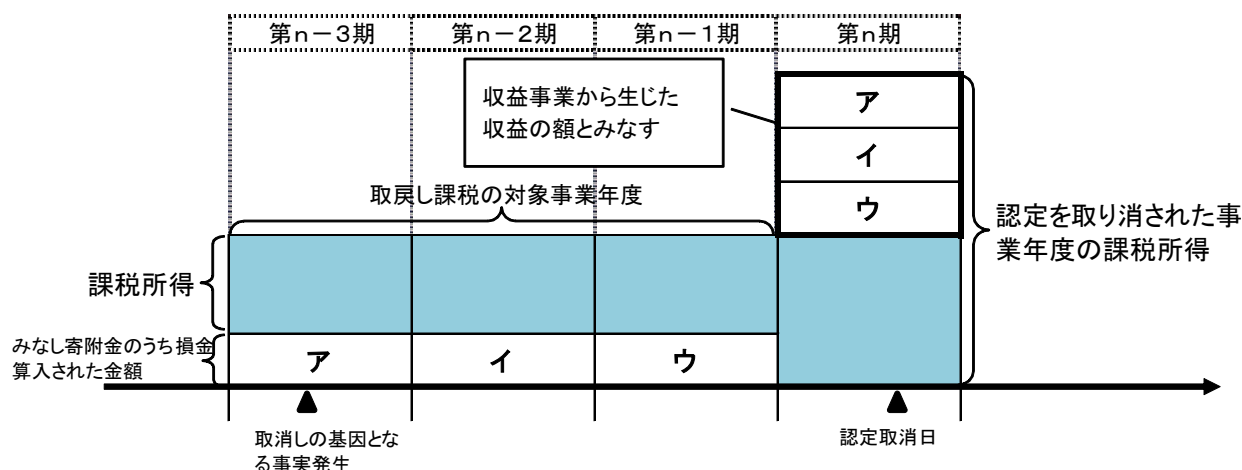 第n－3期
第n－2期
第n－1期
第n期
収益事業から生じた
収益の額とみなす
ア
イ
ウ
取戻し課税の対象事業年度
認定を取り消された事
業年度の課税所得
課税所得
みなし寄附金のうち損金
算入された金額
ア
イ
ウ
取消しの基因とな
る事実発生
認定取消日